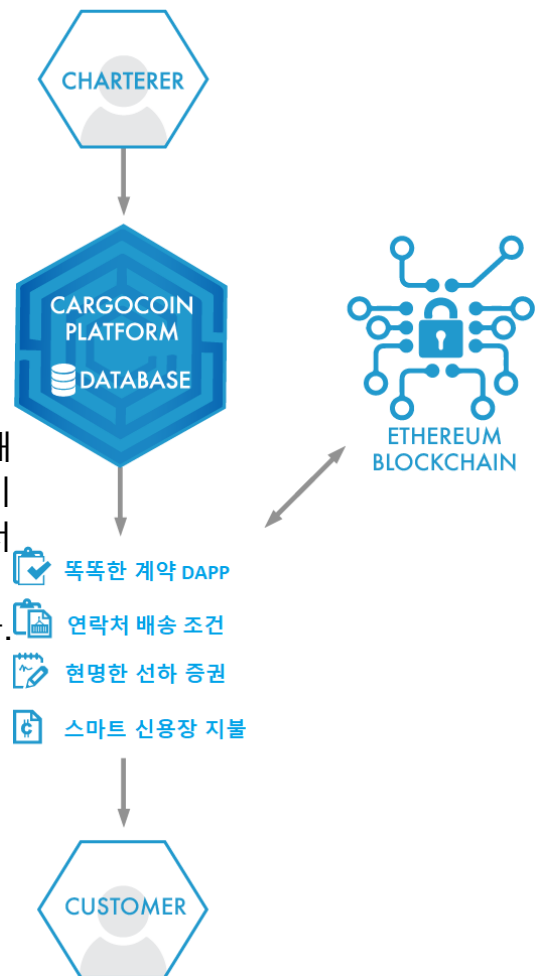 CHARTERER
CARGOCOIN
PLATFORM
DATABASE
ETHEREUM
BLOCKCHAIN
똑똑한 계약 DAPP
연락처 배송 조건
현명한 선하 증권
스마트 신용장 지불
CUSTOMER